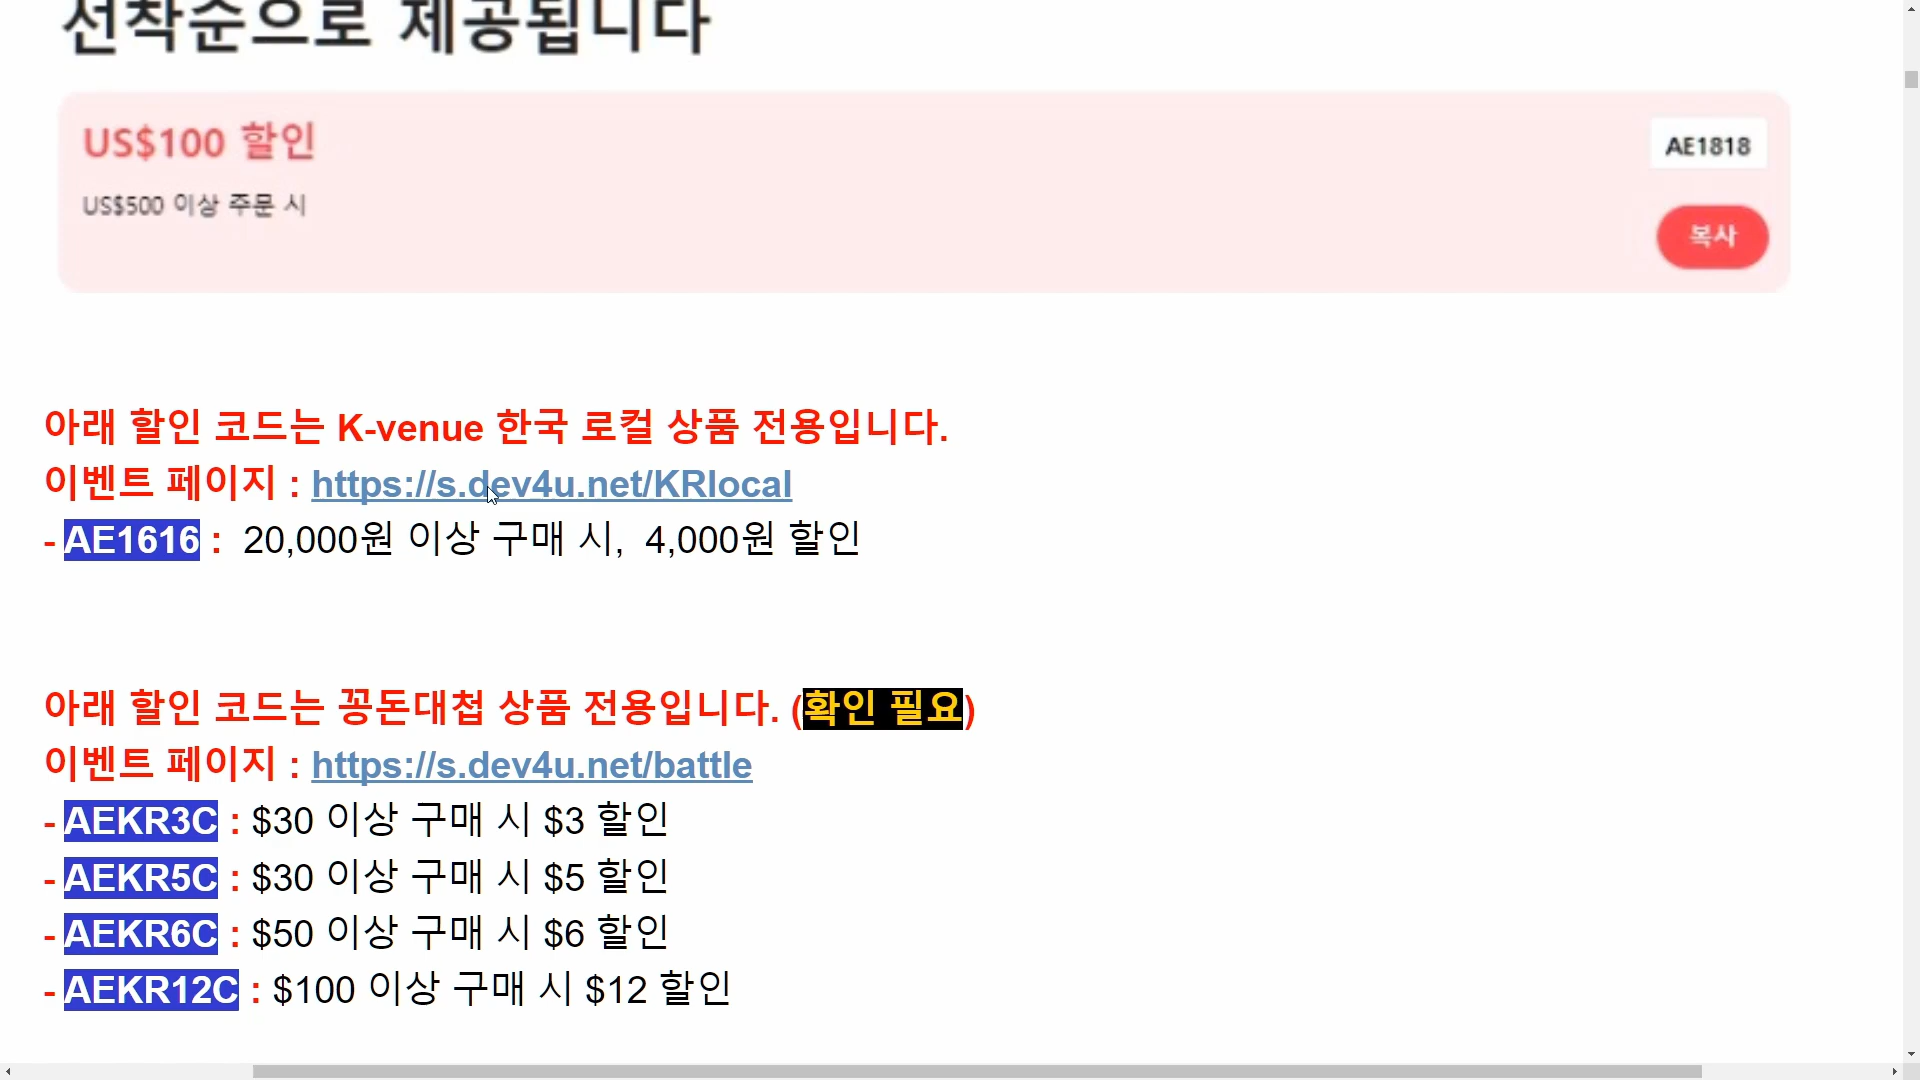 선착순으로 제공됩니다
US$100 할인
AE1818
US$500 이상 주문 시
복사
아래 할인 코드는 K-venue 한국 로컬 상품 전용입니다.
이벤트 페이지 : https://s.dev4u.net/KRlocal
- AE1616 : 20,000원 이상 구매 시, 4,000원 할인
아래 할인 코드는 꽁돈대첩 상품 전용입니다. (확인 필요)
이벤트 페이지 : https://s.dev4u.net/battle
- AEKR3C : $30 이상 구매 시 $3 할인
- AEKR5C : $30 이상 구매 시 $5 할인
- AEKR6C : $50 이상 구매 시 $6 할인
- AEKR12C : $100 이상 구매 시 $12 할인